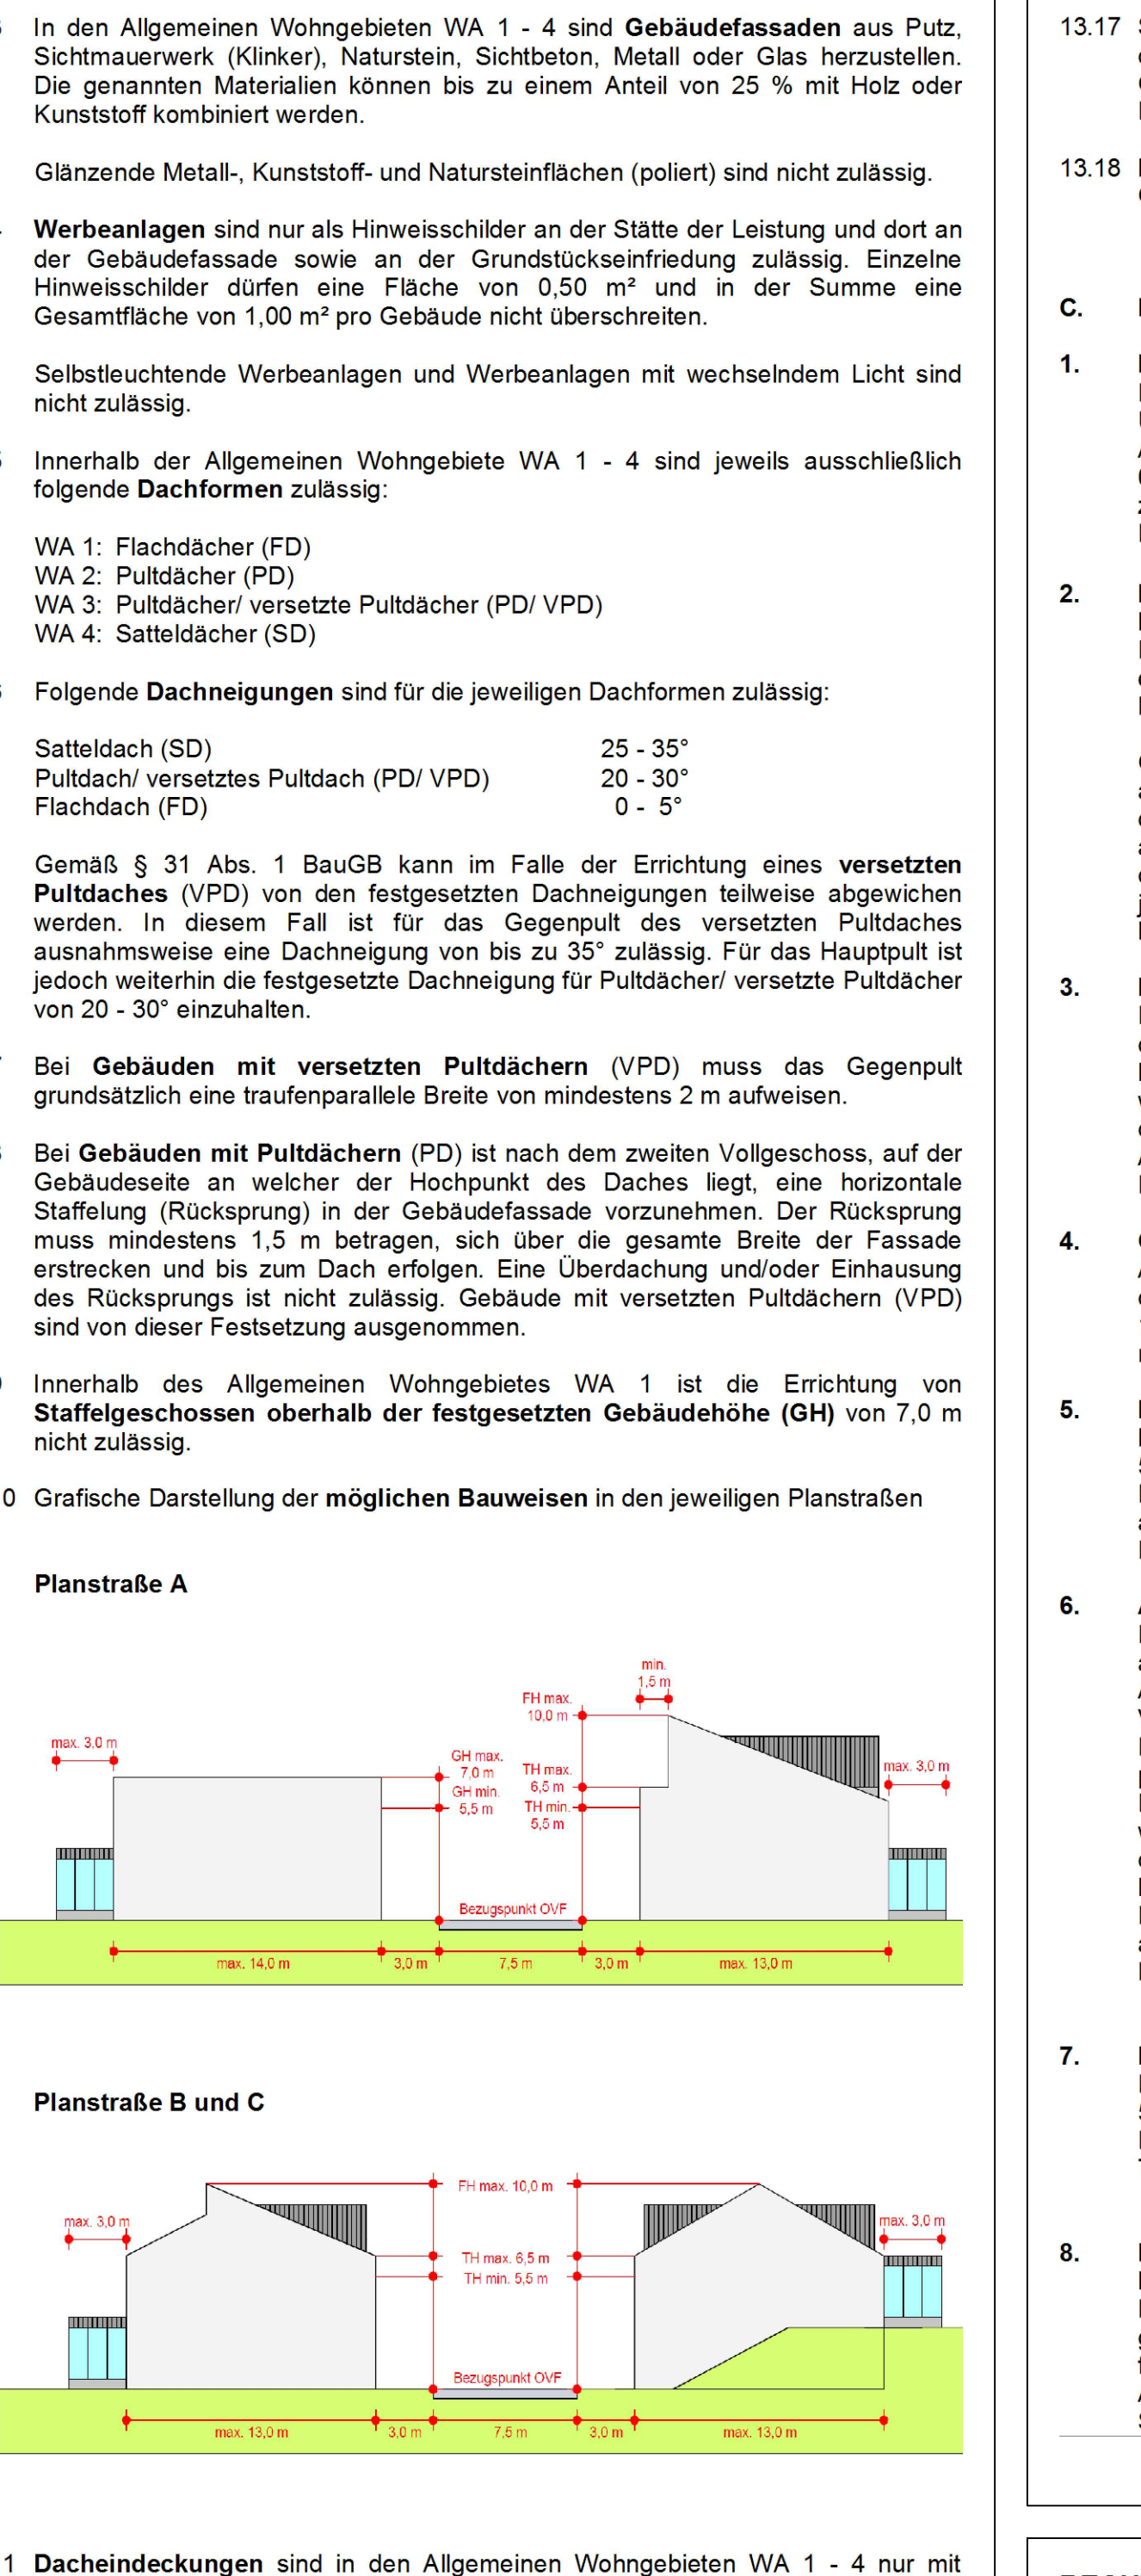 In den Allgemeinen Wohngebieten WA 1 - 4 sind Gebäudefassaden aus Putz,
Sichtmauerwerk (Klinker), Naturstein, Sichtbeton, Metall oder Glas herzustellen.
Die genannten Materialien können bis zu einem Anteil von 25 % mit Holz oder
Kunststoff kombiniert werden.
Glänzende Metall-, Kunststoff- und Natursteinflächen (poliert) sind nicht zulässig.
Werbeanlagen sind nur als Hinweisschilder an der Stätte der Leistung und dort an
der Gebäudefassade sowie an der Grundstückseinfriedung zulässig. Einzelne
Hinweisschilder dürfen eine Fläche von 0,50 m² und in der Summe eine
Gesamtfläche von 1,00 m² pro Gebäude nicht überschreiten.
Selbstleuchtende Werbeanlagen und Werbeanlagen mit wechselndem Licht sind
nicht zulässig.
Innerhalb der Allgemeinen Wohngebiete WA 1 - 4 sind jeweils ausschließlich
folgende Dachformen zulässig:
WA 1: Flachdächer (FD)
WA 2: Pultdächer (PD)
WA 3: Pultdächer/ versetzte Pultdächer (PD/ VPD)
WA 4: Satteldächer (SD)
Folgende Dachneigungen sind für die jeweiligen Dachformen zulässig:
Satteldach (SD) 25 - 35°
Pultdach/ versetztes Pultdach (PD/ VPD) 20 - 30°
Flachdach (FD) 0 - 5°
Gemäß § 31 Abs. 1 BauGB kann im Falle der Errichtung eines versetzten
Pultdaches (VPD) von den festgesetzten Dachneigungen teilweise abgewichen
werden. In diesem Fall ist für das Gegenpult des versetzten Pultdaches
ausnahmsweise eine Dachneigung von bis zu 35° zulässig. Für das Hauptpult ist
jedoch weiterhin die festgesetzte Dachneigung für Pultdächer/ versetzte Pultdächer
von 20 - 30° einzuhalten.
Bei Gebäuden mit versetzten Pultdächern (VPD) muss das Gegenpult
grundsätzlich eine traufenparallele Breite von mindestens 2 m aufweisen.
Bei Gebäuden mit Pultdächern (PD) ist nach dem zweiten Vollgeschoss, auf der
Gebäudeseite an welcher der Hochpunkt des Daches liegt, eine horizontale
Staffelung (Rücksprung) in der Gebäudefassade vorzunehmen. Der Rücksprung
muss mindestens 1,5 m betragen, sich über die gesamte Breite der Fassade
erstrecken und bis zum Dach erfolgen. Eine Überdachung und/oder Einhausung
des Rücksprungs ist nicht zulässig. Gebäude mit versetzten Pultdächern (VPD)
sind von dieser Festsetzung ausgenommen.
Innerhalb des Allgemeinen Wohngebietes WA 1 ist die Errichtung von
Staffelgeschossen oberhalb der festgesetzten Gebäudehöhe (GH) von 7,0 m
nicht zulässig.
0 Grafische Darstellung der möglichen Bauweisen in den jeweiligen Planstraßen
Planstraße A
min.
1,5 m
FH max.
10,0 m
max. 3,0 m
GH max.
7,0 m
GH min.
5,5 m
TH max.
6,5 m
TH min.
5,5 m
max. 3,0 m
Bezugspunkt OVF
max. 14,0 m 3,0 m 7,5 m 3,0 m max. 13,0 m
Planstraße B und C
FH max. 10,0 m
max. 3,0 m
max. 3,0 m
TH max. 6,5 m
TH min. 5,5 m
Bezugspunkt OVF
max. 13,0 m 3,0 m 7,5 m 3,0 m max. 13,0 m
1 Dacheindeckungen sind in den Allgemeinen Wohngebieten WA 1 - 4 nur mit
13.17
13.18
C.
1.
2.
3.
4.
5.
6.
7.
8.